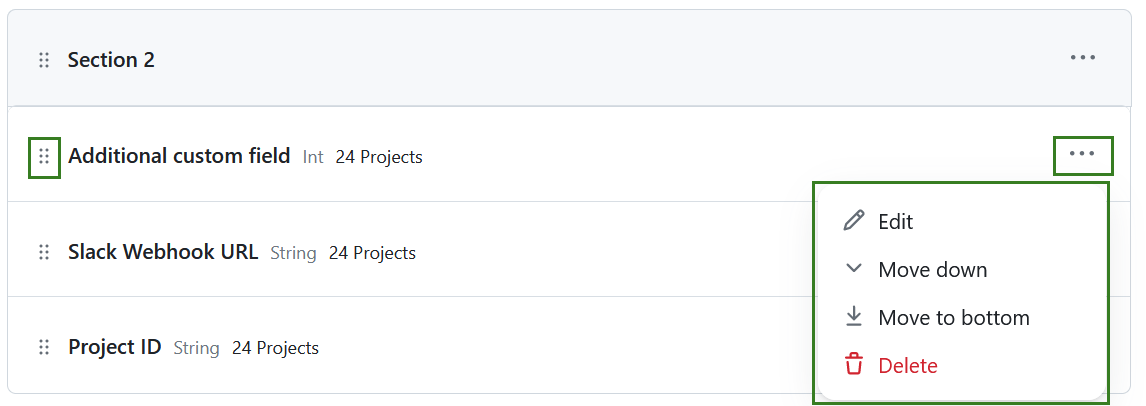 Section 2
Additional custom field Int 24 Projects
Slack Webhook URL String 24 Projects
Project ID String 24 Projects
Edit
Move down
Move to bottom
Delete